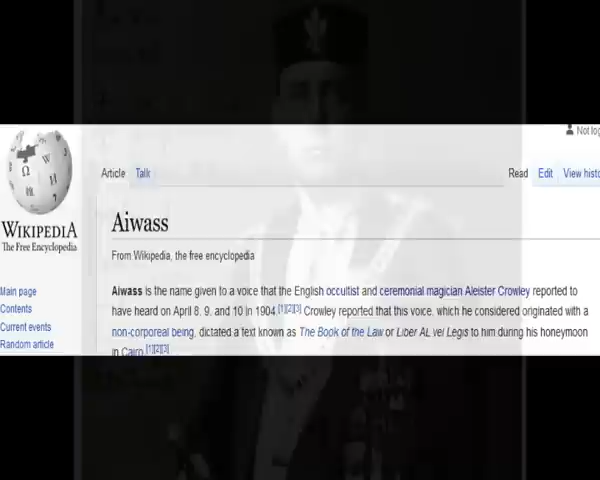 Not log
Article Talk Read Edit View histo
WIKIPEDIA
The Free Encyclopedia
Aiwass
From Wikipedia, the free encyclopedia
Main page
Contents
Current events
Random article
Aiwass is the name given to a voice that the English occultist and ceremonial magician Aleister Crowley reported to
have heard on April 8, 9, and 10 in 1904.[1][2][3] Crowley reported that this voice, which he considered originated with a
non-corporeal being, dictated a text known as The Book of the Law or Liber AL vel Legis to him during his honeymoon
in Cairo.[1][2][3]